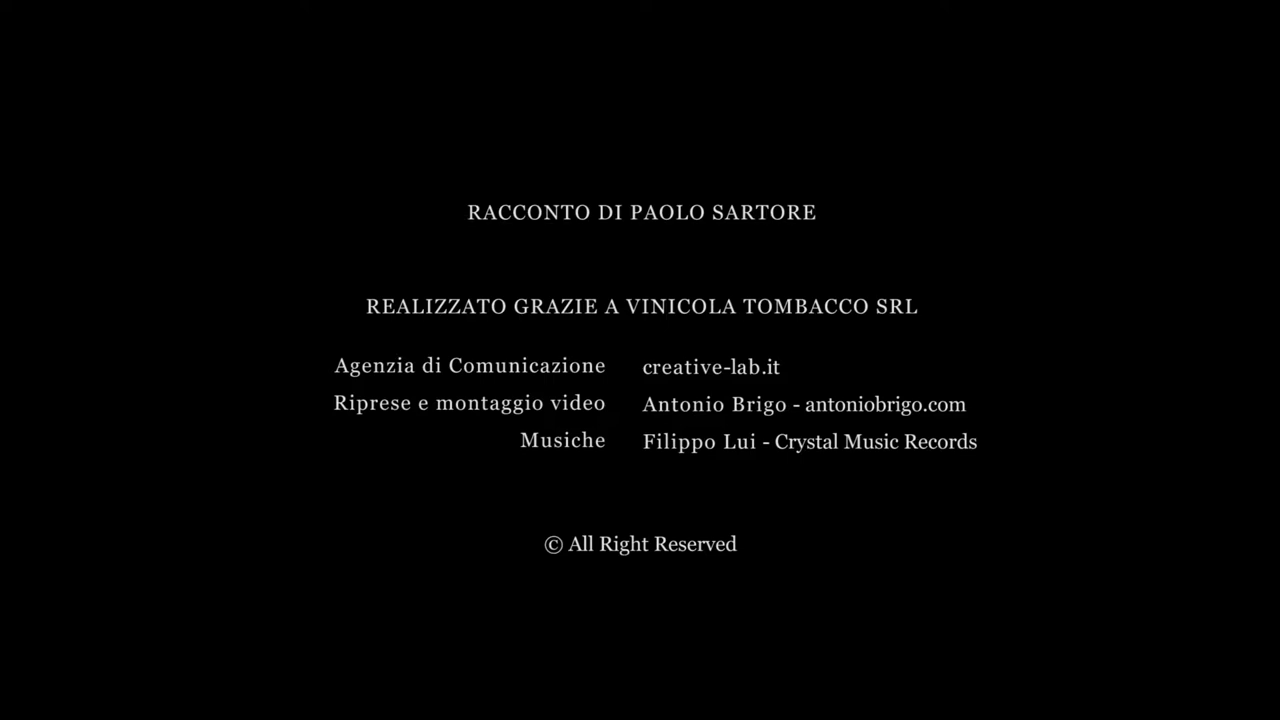 RACCONTO DI PAOLO SARTORE
REALIZZATO GRAZIE A VINICOLA TOMBACCO SRL
Agenzia di Comunicazione creative-lab.it
Riprese e montaggio video Antonio Brigo - antoniobrigo.com
Musiche Filippo Lui - Crystal Music Records
© All Right Reserved